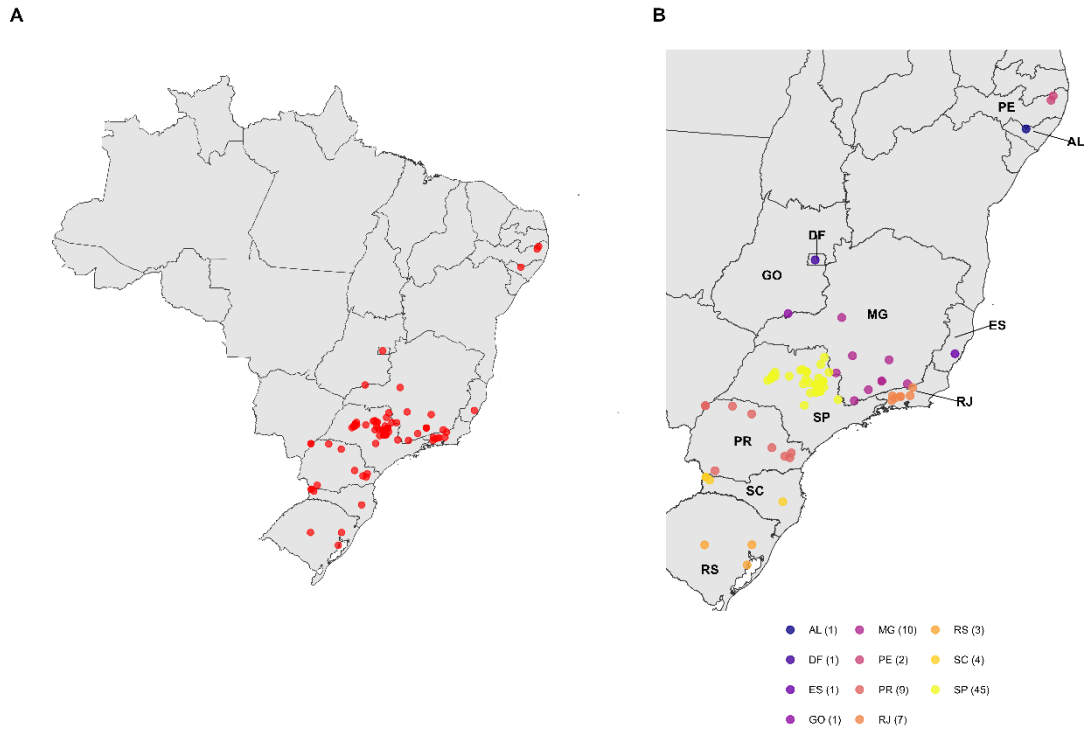 A
B
PE
AL
DF
GO
MG
ES
RJ
SP
PR
SC
RS
AL (1) MG (10) RS (3)
DF (1) PE (2) SC (4)
ES (1) PR (9) SP (45)
GO (1) RJ (7)